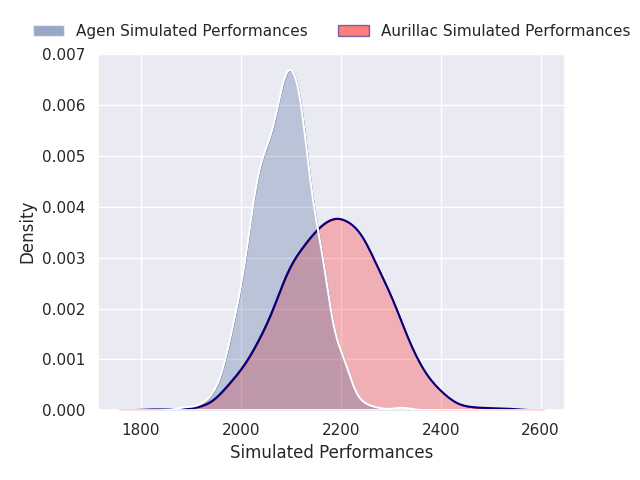 Agen Simulated Performances Aurillac Simulated Performances
0.007
0.006
0.005
0.004
0.003
0.002
0.001
0.000
Density
1800 2000 2200 2400 2600
Simulated Performances